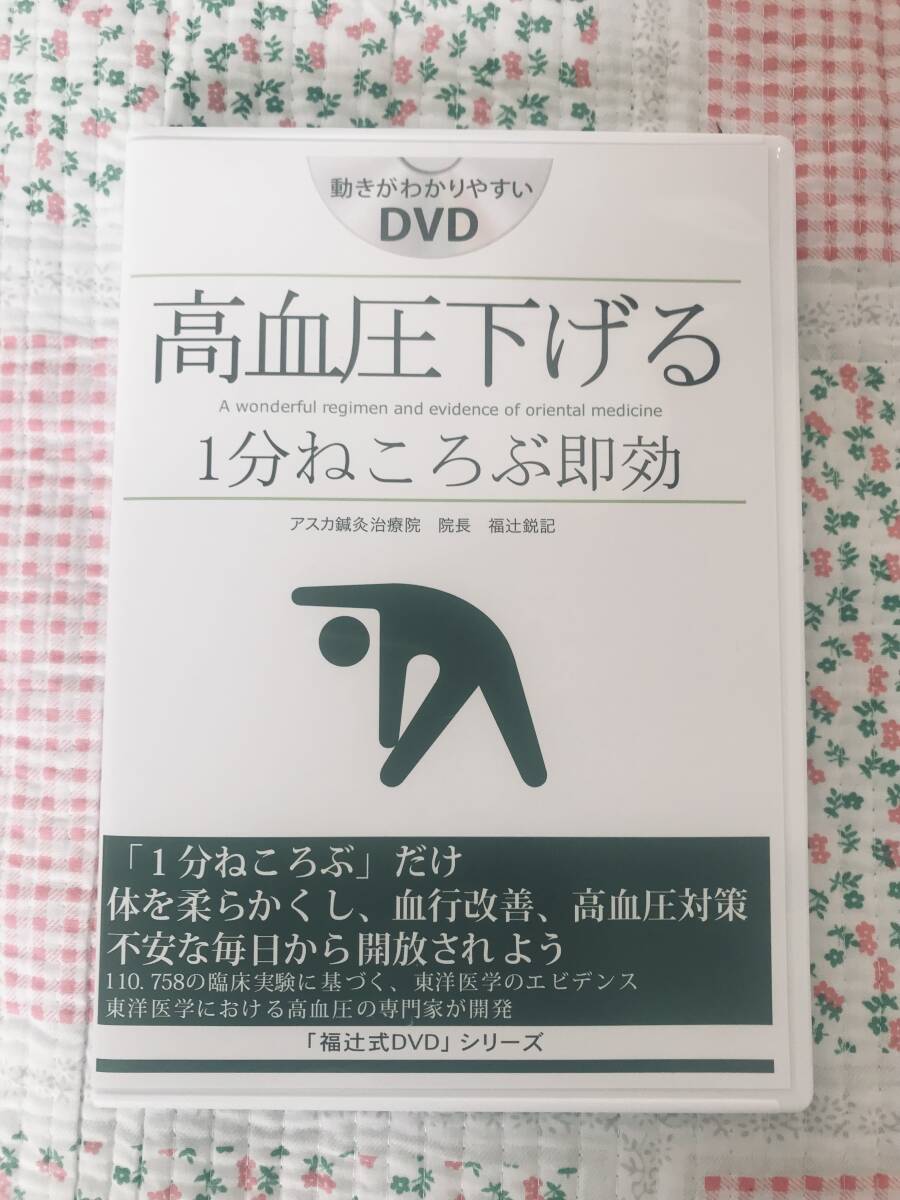 動きがわかりやすい
DVD
高血圧下げる
A wonderful regimen and evidence of oriental medicine
1分ねころぶ即効
アスカ鍼灸治療院　院長　福辻鋭記
「１分ねころぶ」だけ
体を柔らかくし、血行改善、高血圧対策
不安な毎日から開放されよう
110.758の臨床実験に基づく、東洋医学のエビデンス
東洋医学における高血圧の専門家が開発
「福辻式DVD」シリーズ